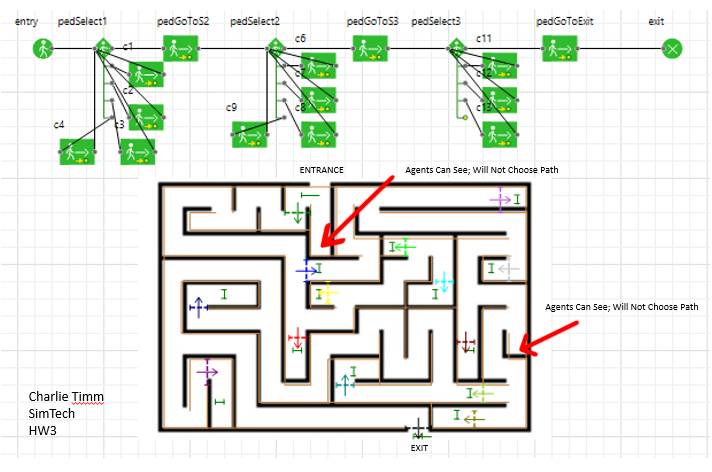 entry pedSelect1 pedGoToS2 pedSelect2 pedGoToS3 pedSelect3 pedGoToExit exit
c1 c6 c11
c7 c12
c2
c9 c8 c13
c4 c3
ENTRANCE Agents Can See; Will Not Choose Path
Agents Can See; Will Not Choose Path
Charlie Timm
SimTech
HW3
EXIT